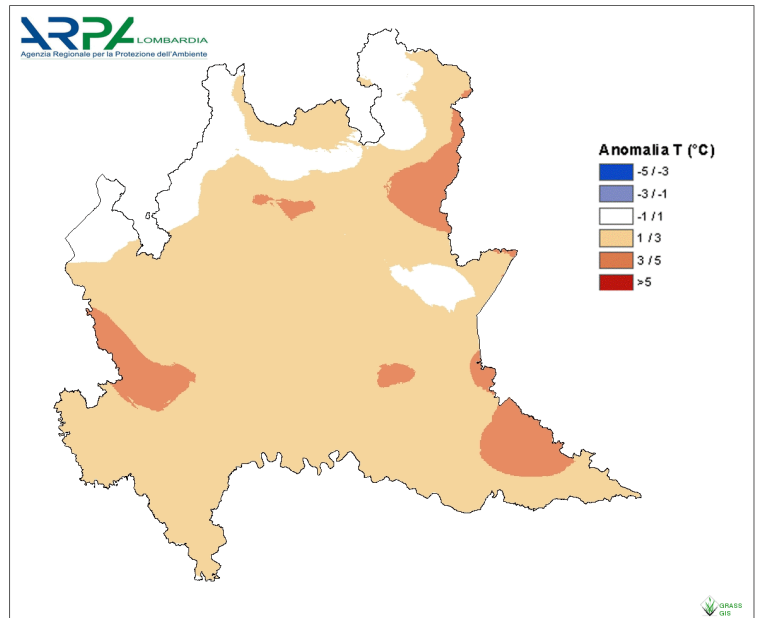 ARPA LOMBARDIA
Agenzia Regionale per la Protezione dell'Ambiente
Anomalia T (°C)
-5 / -3
-3 / -1
-1 / 1
1 / 3
3 / 5
>5
GRASS
GIS